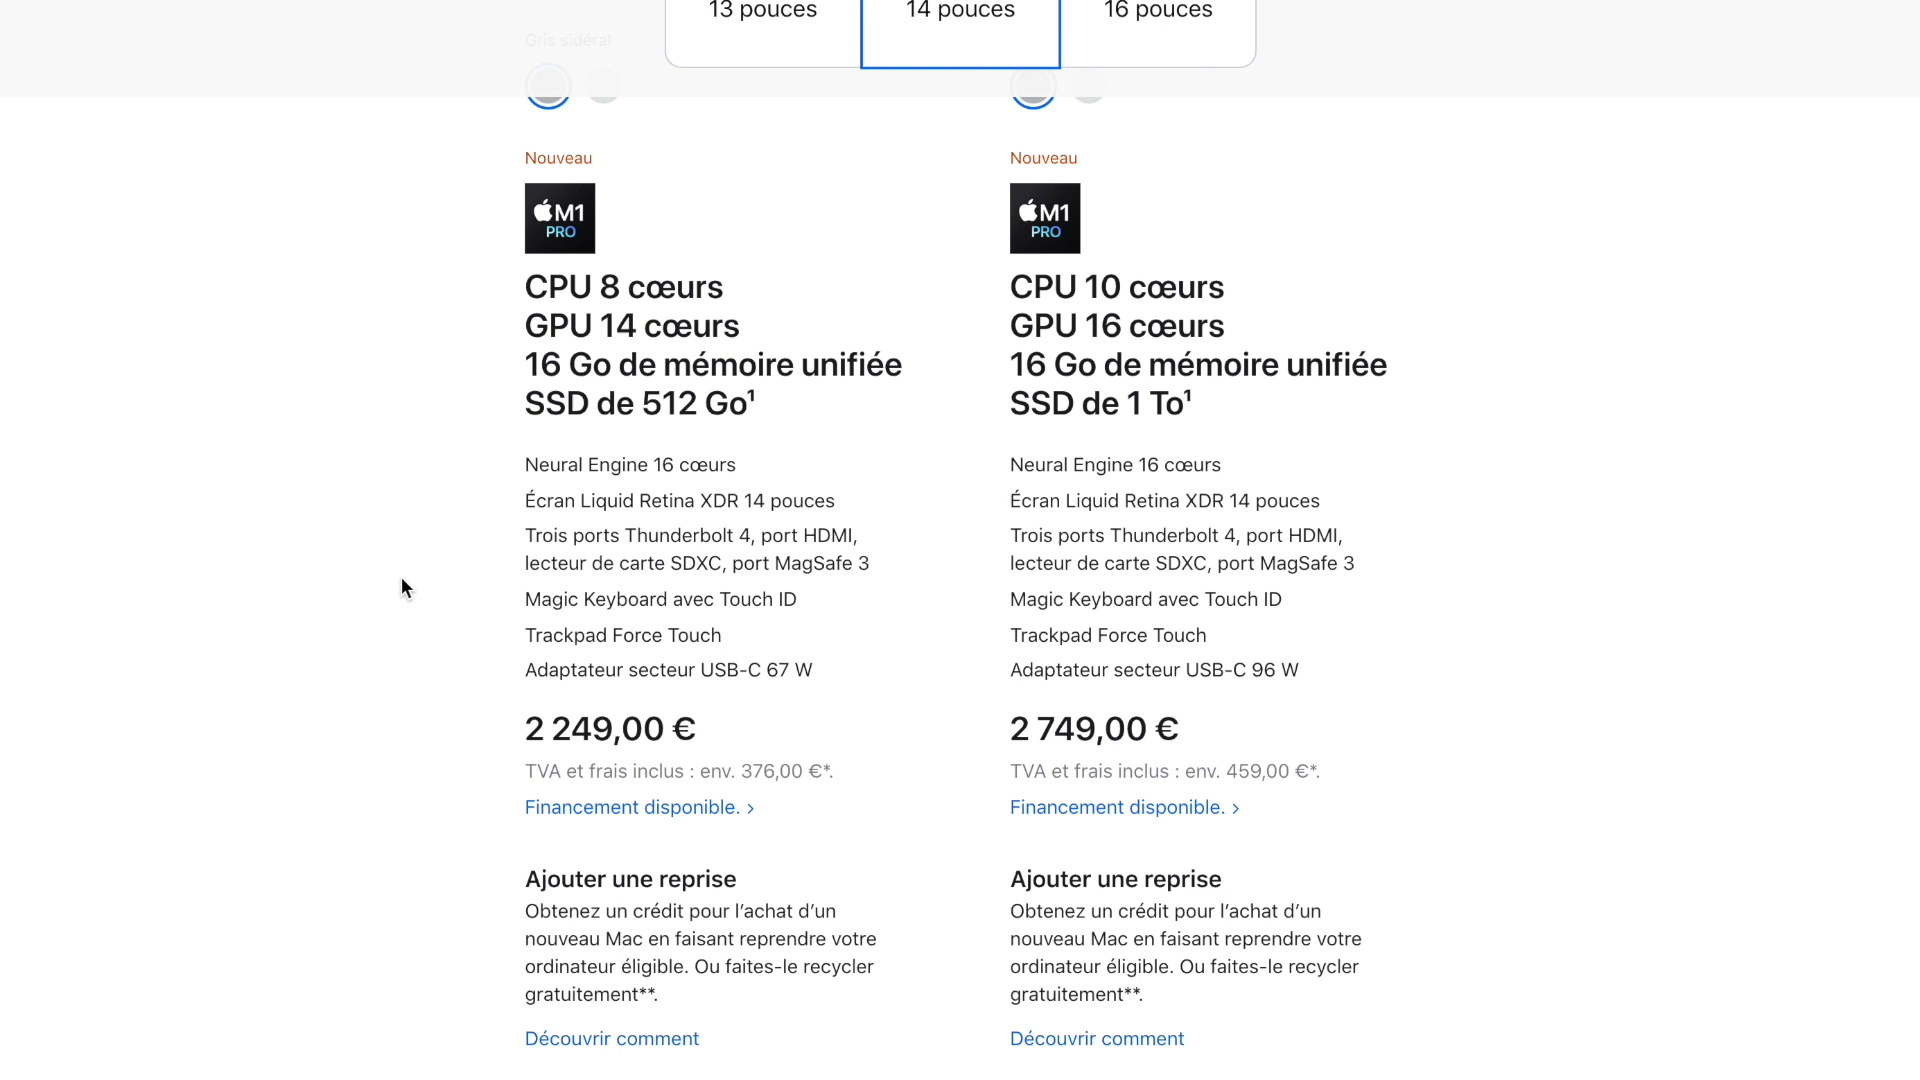 13 pouces
14 pouces
16 pouces
Gris sidéral
Nouveau
M1
PRO
CPU 8 cœurs
GPU 14 cœurs
16 Go de mémoire unifiée
SSD de 512 Go¹
Neural Engine 16 cœurs
Écran Liquid Retina XDR 14 pouces
Trois ports Thunderbolt 4, port HDMI,
lecteur de carte SDXC, port MagSafe 3
Magic Keyboard avec Touch ID
Trackpad Force Touch
Adaptateur secteur USB-C 67 W
2 249,00 €
TVA et frais inclus : env. 376,00 €*.
Financement disponible. >
Ajouter une reprise
Obtenez un crédit pour l’achat d’un
nouveau Mac en faisant reprendre votre
ordinateur éligible. Ou faites-le recycler
gratuitement**.
Découvrir comment
Nouveau
M1
PRO
CPU 10 cœurs
GPU 16 cœurs
16 Go de mémoire unifiée
SSD de 1 To¹
Neural Engine 16 cœurs
Écran Liquid Retina XDR 14 pouces
Trois ports Thunderbolt 4, port HDMI,
lecteur de carte SDXC, port MagSafe 3
Magic Keyboard avec Touch ID
Trackpad Force Touch
Adaptateur secteur USB-C 96 W
2 749,00 €
TVA et frais inclus : env. 459,00 €*.
Financement disponible. >
Ajouter une reprise
Obtenez un crédit pour l’achat d’un
nouveau Mac en faisant reprendre votre
ordinateur éligible. Ou faites-le recycler
gratuitement**.
Découvrir comment